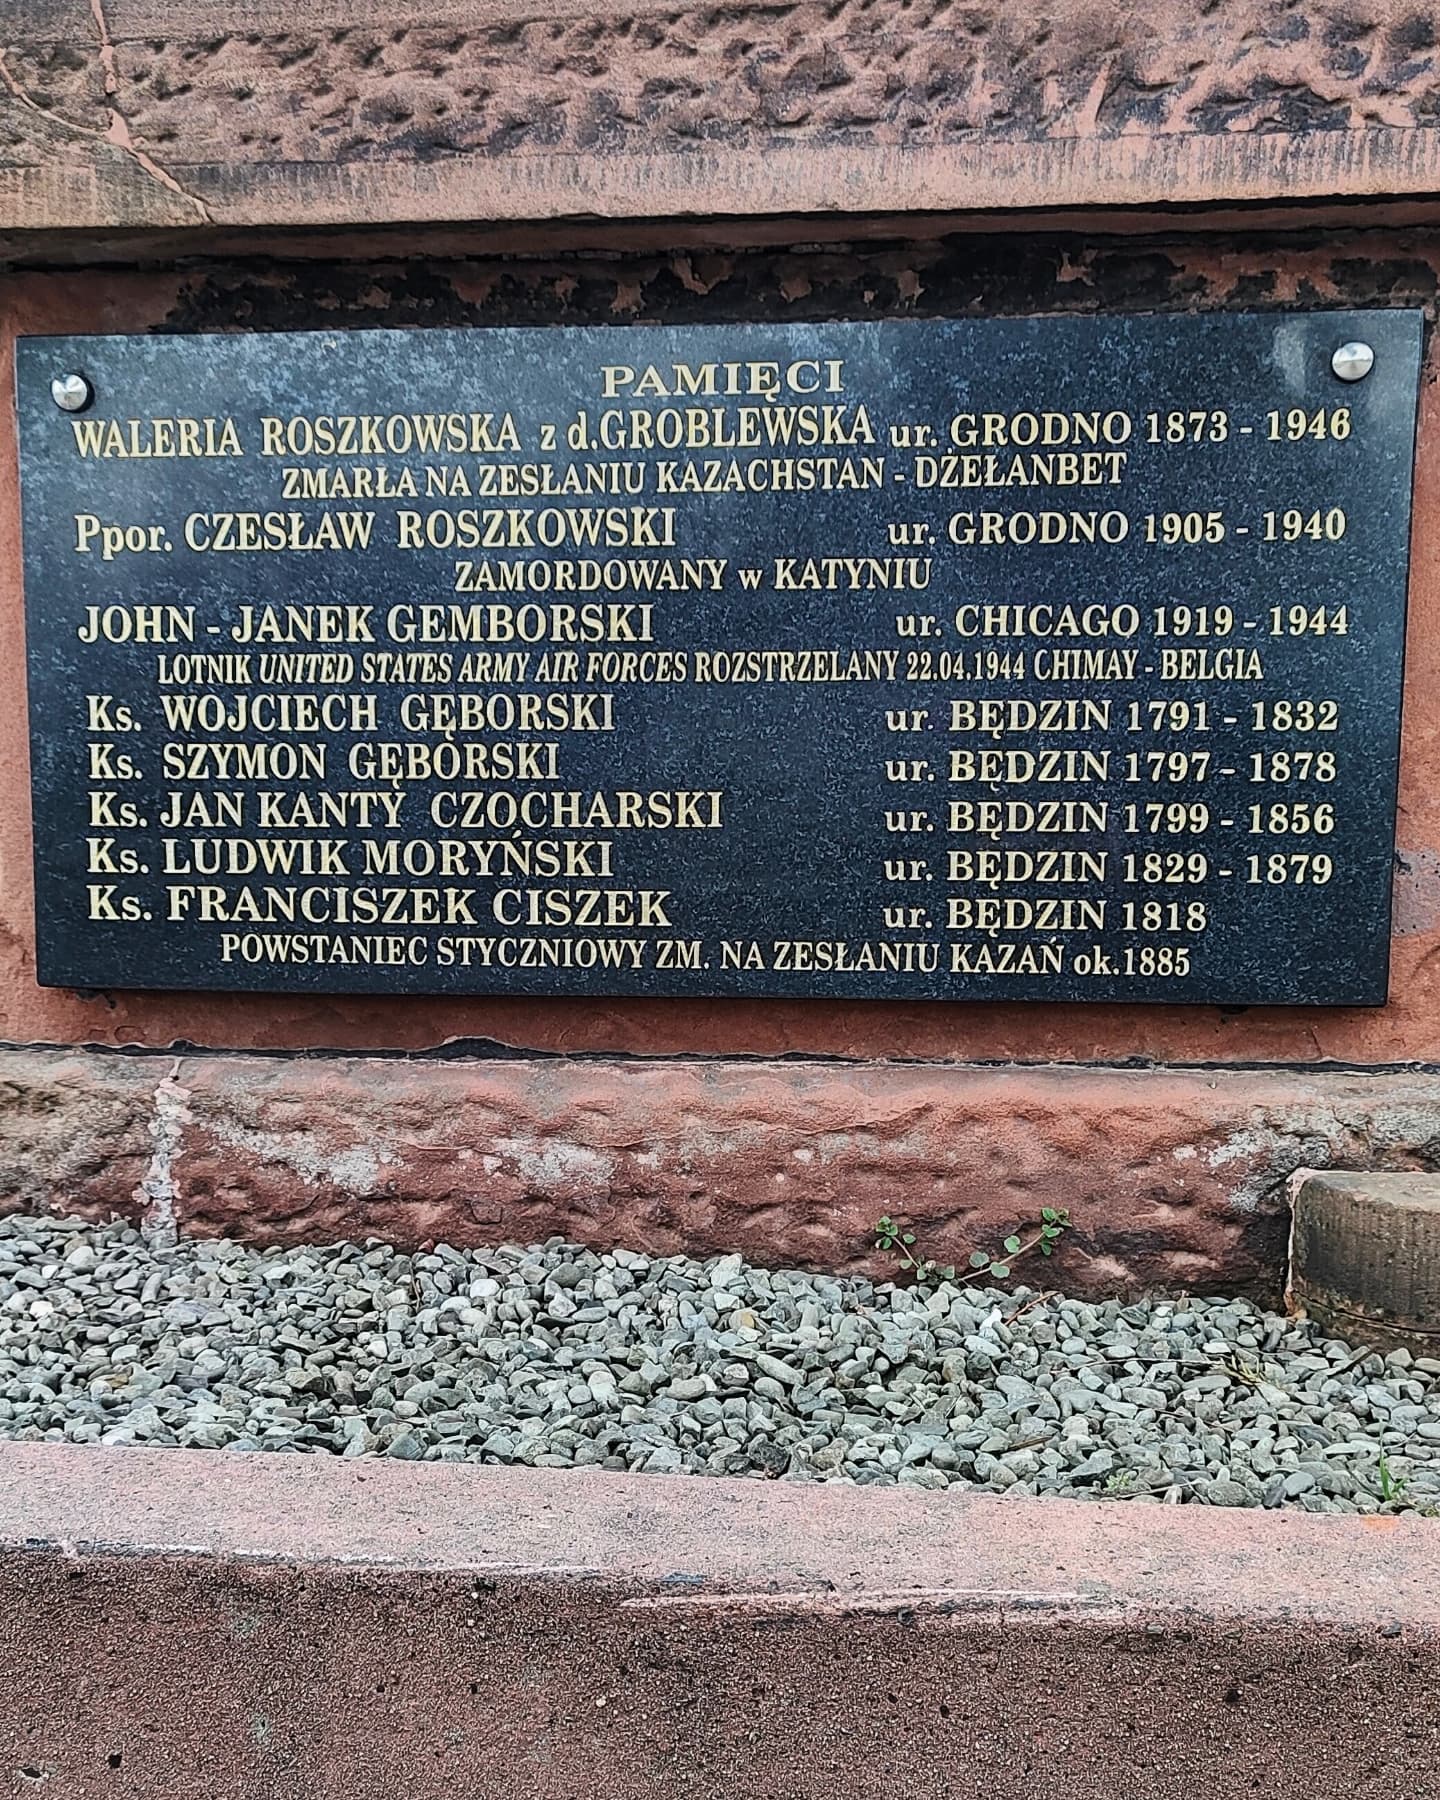 PAMIĘCI
WALERIA ROSZKOWSKA z d.GROBLEWSKA ur. GRODNO 1873 - 1946
ZMARŁA NA ZESŁANIU KAZACHSTAN - DŻEŁANBET
Ppor. CZESŁAW ROSZKOWSKI ur. GRODNO 1905 - 1940
ZAMORDOWANY w KATYNIU
JOHN - JANEK GEMBORSKI ur. CHICAGO 1919 - 1944
LOTNIK UNITED STATES ARMY AIR FORCES ROZSTRZELANY 22.04.1944 CHIMAY - BELGIA
Ks. WOJCIECH GĘBORSKI ur. BĘDZIN 1791 - 1832
Ks. SZYMON GĘBORSKI ur. BĘDZIN 1797 - 1878
Ks. JAN KANTY CZOCHARSKI ur. BĘDZIN 1799 - 1856
Ks. LUDWIK MORYŃSKI ur. BĘDZIN 1829 - 1879
Ks. FRANCISZEK CISZEK ur. BĘDZIN 1818
POWSTANIEC STYCZNIOWY ZM. NA ZESŁANIU KAZAŃ ok.1885